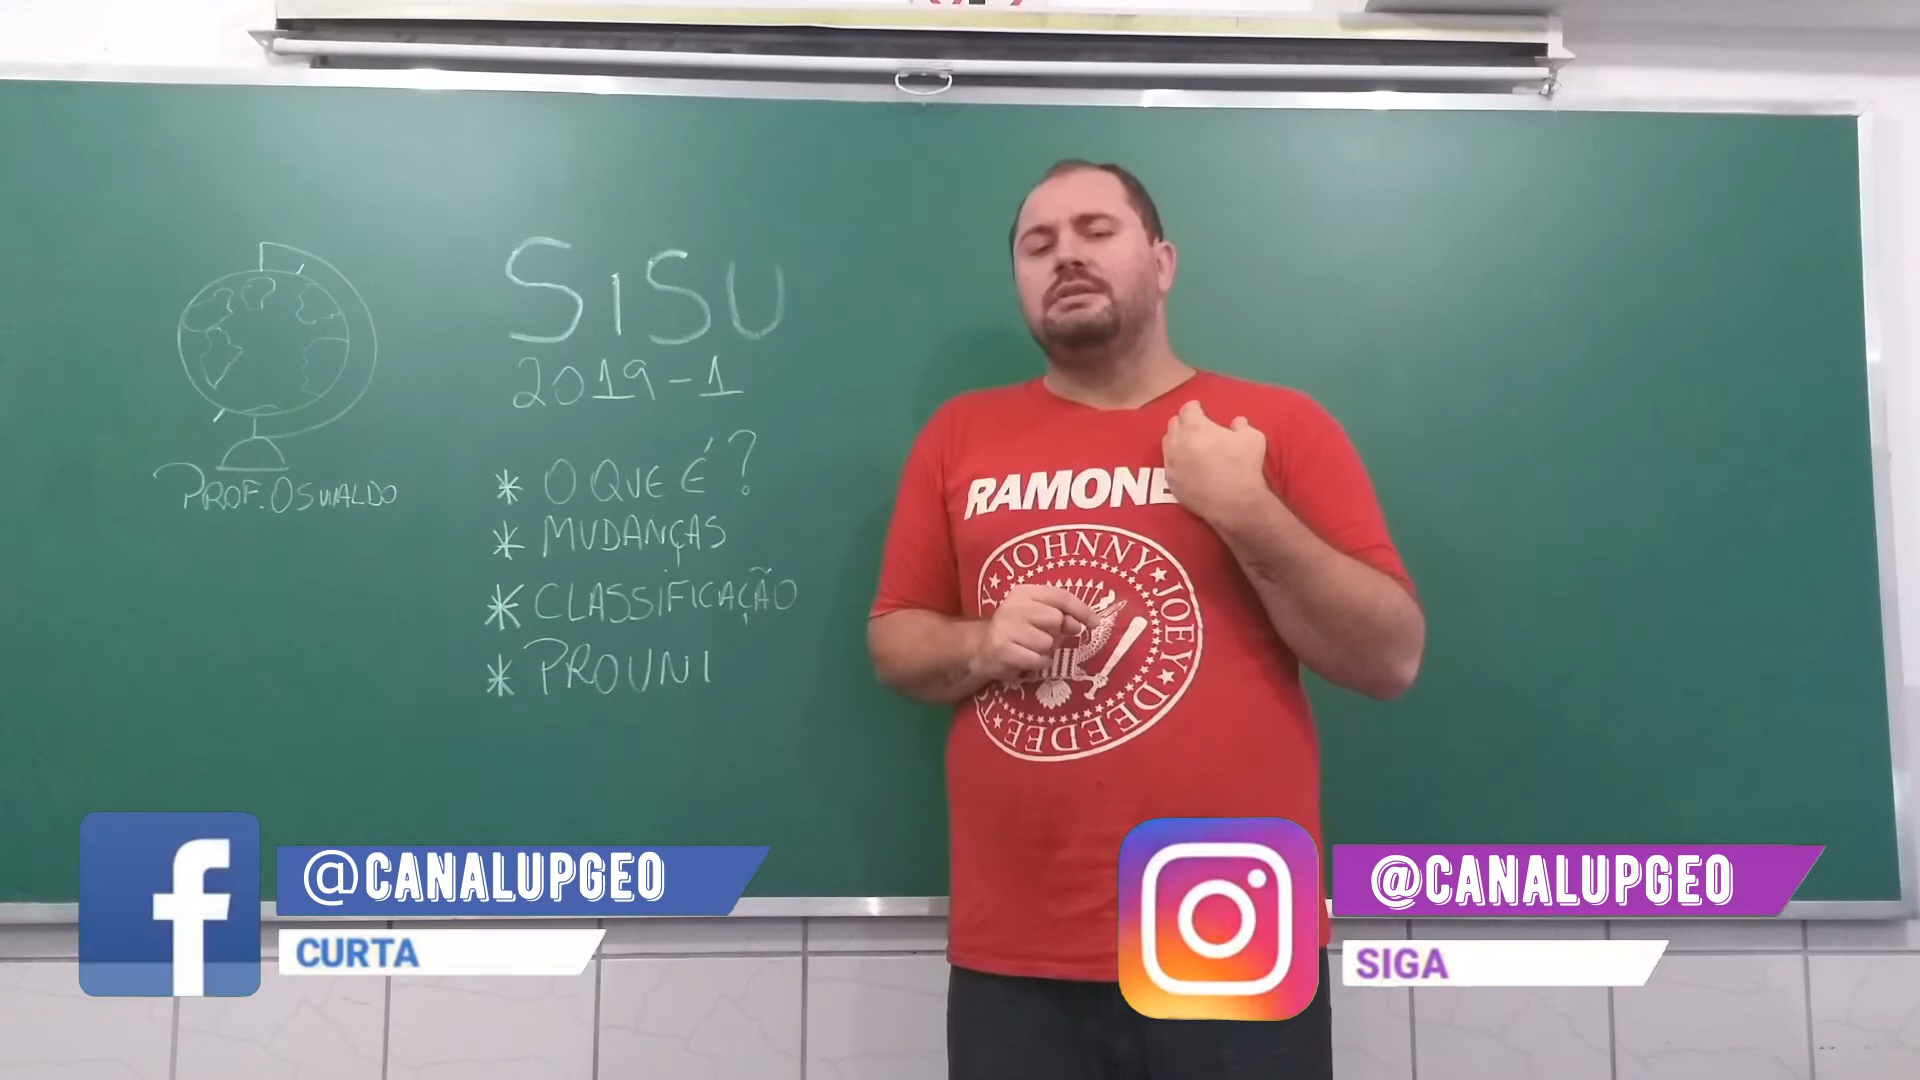 SiSU
2019-1
* O QUE É?
* MUDANÇAS
* CLASSIFICAÇÃO
* PROUNI
PROF. OSWALDO
RAMONE
JOHNNY ★ JOEY ★ DEEDEE ★
@CANALUPGEO
CURTA
@CANALUPGEO
SIGA